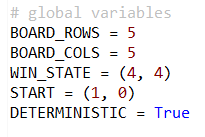 # global variables
BOARD_ROWS = 5
BOARD_COLS = 5
WIN_STATE = (4, 4)
START = (1, 0)
DETERMINISTIC = True